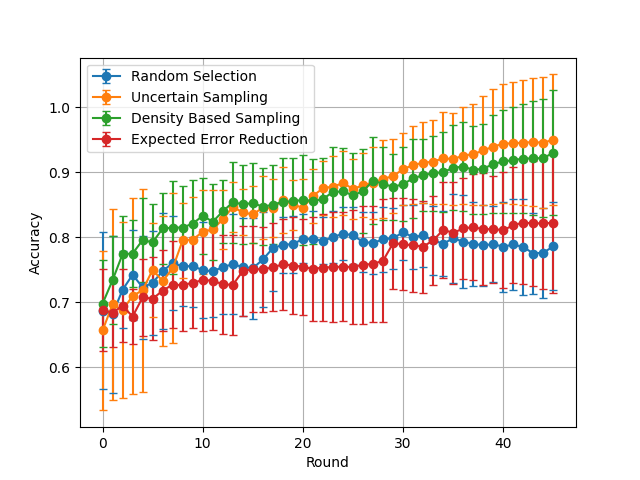 Random Selection
Uncertain Sampling
Density Based Sampling
Expected Error Reduction
1.0
0.9
0.8
0.7
0.6
Accuracy
0 10 20 30 40
Round